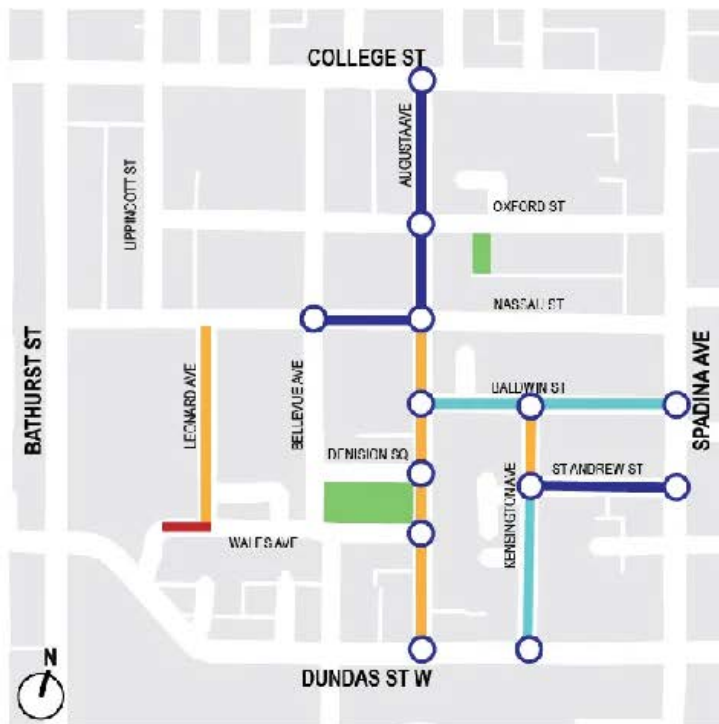 COLLEGE ST
AUGUSTA AVE
LIPPINCOTT ST
OXFORD ST
NASSAU ST
BATHURST ST
LEONARD AVE
BELLEVUE AVE
BALDWIN ST
SPADINA AVE
DENISION SQ
ST ANDREW ST
KENSINGTON AVE
WALES AVE
N
DUNDAS ST W